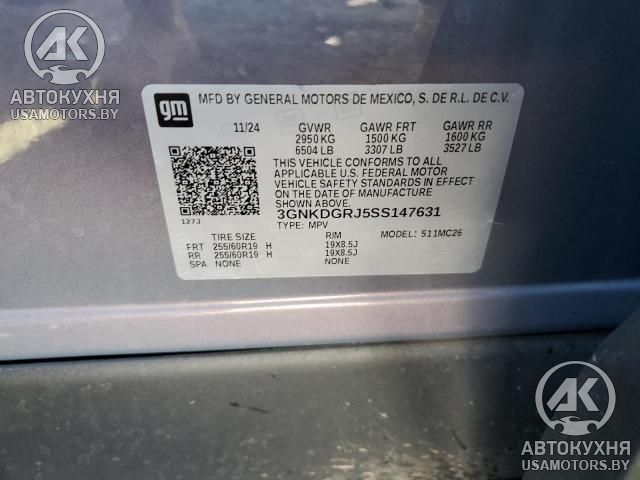 AK
АВТОКУХНЯ
USAMOTORS.BY
gm
MFD BY GENERAL MOTORS DE MEXICO, S. DE R.L. DE C.V.
11/24 GVWR GAWR FRT GAWR RR
2950 KG 1500 KG 1600 KG
6504 LB 3307 LB 3527 LB
THIS VEHICLE CONFORMS TO ALL
APPLICABLE U.S. FEDERAL MOTOR
VEHICLE SAFETY STANDARDS IN EFFECT
ON THE DATE OF MANUFACTURE
SHOWN ABOVE.
3GNKDGRJ5SS147631
127J
TYPE: MPV MODEL: 511MC26
TIRE SIZE RIM
FRT 255/60R19 H 19X8.5J
RR 255/60R19 H 19X8.5J
SPA NONE NONE
AK
АВТОКУХНЯ
USAMOTORS.BY